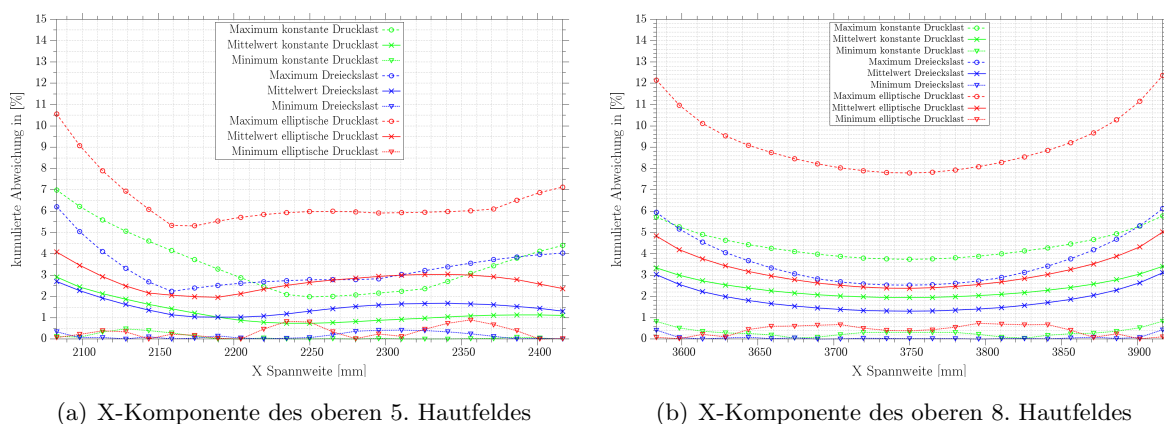 kumulierte Abweichung in [%]
15
14
13
12
11
10
9
8
7
6
5
4
3
2
1
0
Maximum konstante Drucklast
Mittelwert konstante Drucklast
Minimum konstante Drucklast
Maximum Dreieckslast
Mittelwert Dreieckslast
Minimum Dreieckslast
Maximum elliptische Drucklast
Mittelwert elliptische Drucklast
Minimum elliptische Drucklast
2100 2150 2200 2250 2300 2350 2400
X Spannweite [mm]
(a) X-Komponente des oberen 5. Hautfeldes
kumulierte Abweichung in [%]
15
14
13
12
11
10
9
8
7
6
5
4
3
2
1
0
Maximum konstante Drucklast
Mittelwert konstante Drucklast
Minimum konstante Drucklast
Maximum Dreieckslast
Mittelwert Dreieckslast
Minimum Dreieckslast
Maximum elliptische Drucklast
Mittelwert elliptische Drucklast
Minimum elliptische Drucklast
3600 3650 3700 3750 3800 3850 3900
X Spannweite [mm]
(b) X-Komponente des oberen 8. Hautfeldes